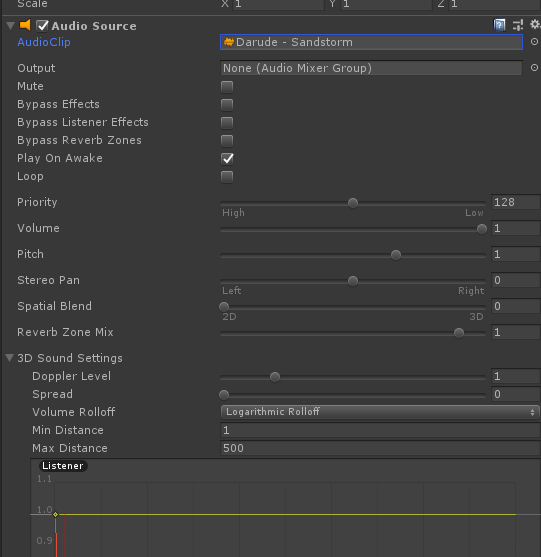 Scale X 1 Y 1 Z 1
Audio Source
AudioClip Darude - Sandstorm
Output None (Audio Mixer Group)
Mute
Bypass Effects
Bypass Listener Effects
Bypass Reverb Zones
Play On Awake
Loop
Priority 128
High Low
Volume 1
Pitch 1
Stereo Pan 0
Left Right
Spatial Blend 0
2D 3D
Reverb Zone Mix 1
3D Sound Settings
Doppler Level 1
Spread 0
Volume Rolloff Logarithmic Rolloff
Min Distance 1
Max Distance 500
Listener
1.1
1.0
0.9